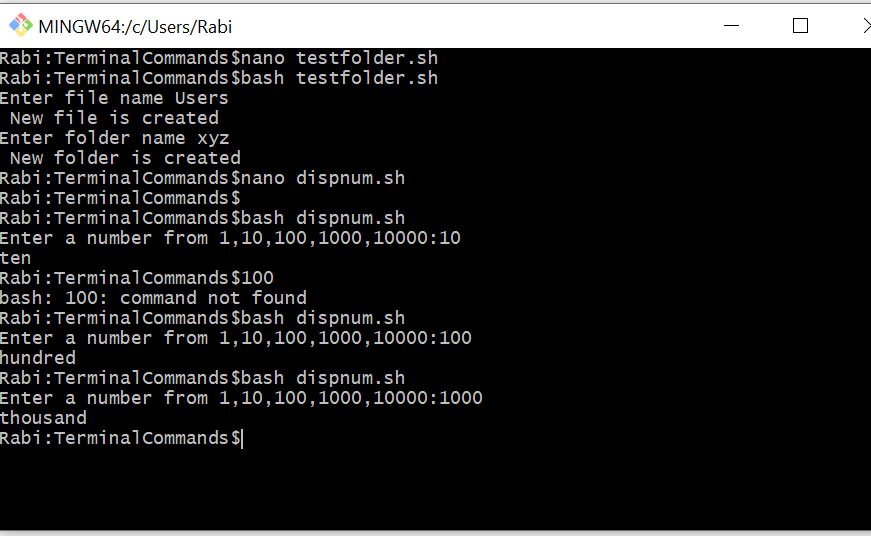 MINGW64:/c/Users/Rabi
Rabi:TerminalCommands$nano testfolder.sh
Rabi:TerminalCommands$bash testfolder.sh
Enter file name Users
 New file is created
Enter folder name xyz
 New folder is created
Rabi:TerminalCommands$nano dispnum.sh
Rabi:TerminalCommands$
Rabi:TerminalCommands$bash dispnum.sh
Enter a number from 1,10,100,1000,10000:10
ten
Rabi:TerminalCommands$100
bash: 100: command not found
Rabi:TerminalCommands$bash dispnum.sh
Enter a number from 1,10,100,1000,10000:100
hundred
Rabi:TerminalCommands$bash dispnum.sh
Enter a number from 1,10,100,1000,10000:1000
thousand
Rabi:TerminalCommands$